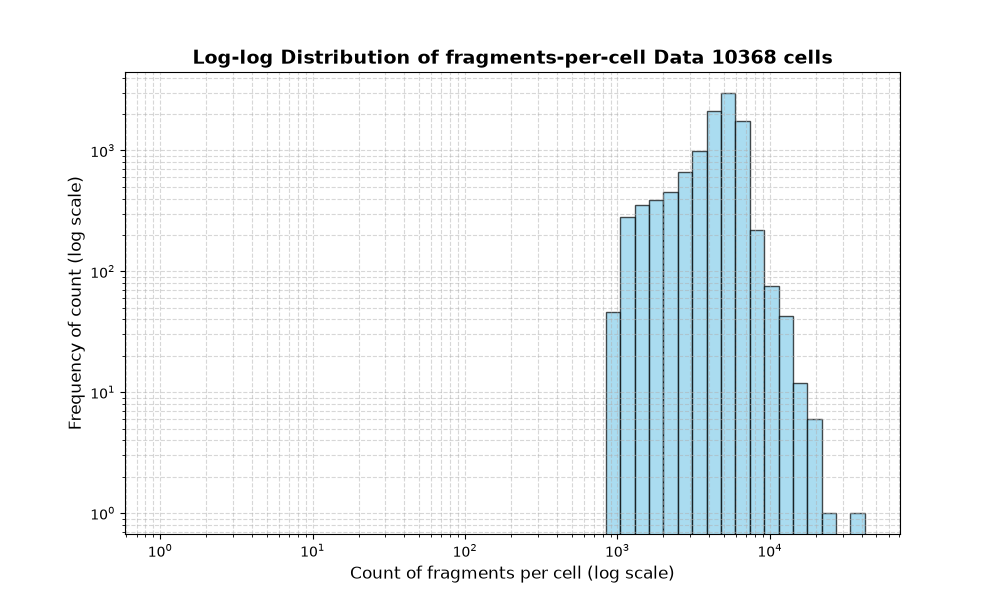 Log-log Distribution of fragments-per-cell Data 10368 cells
Frequency of count (log scale)
10³
10²
10¹
10⁰
10⁰ 10¹ 10² 10³ 10⁴
Count of fragments per cell (log scale)